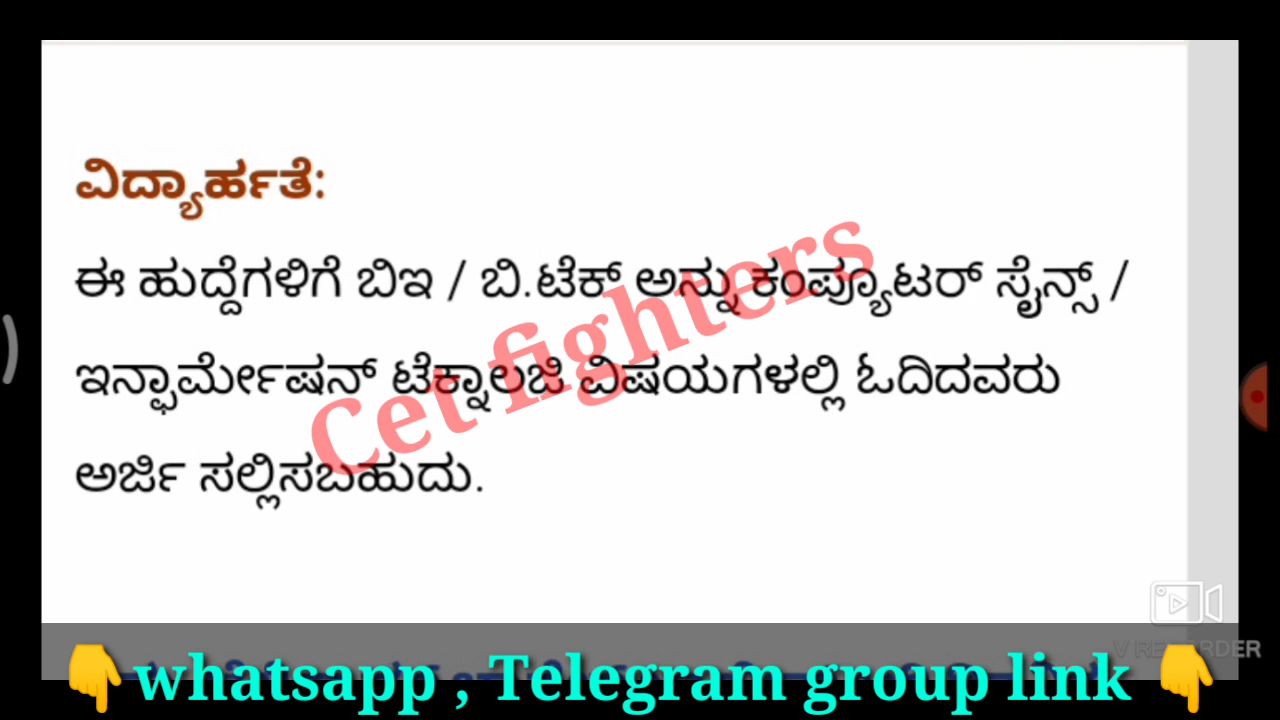 ವಿದ್ಯಾರ್ಹತೆ:
ಈ ಹುದ್ದೆಗಳಿಗೆ ಬಿಇ / ಬಿ.ಟೆಕ್ ಅನ್ನು ಕಂಪ್ಯೂಟರ್ ಸೈನ್ಸ್ /
ಇನ್ಫಾರ್ಮೇಷನ್ ಟೆಕ್ನಾಲಜಿ ವಿಷಯಗಳಲ್ಲಿ ಓದಿದವರು
ಅರ್ಜಿ ಸಲ್ಲಿಸಬಹುದು.
Cet fighters
V RECORDER
👇whatsapp , Telegram group link 👇